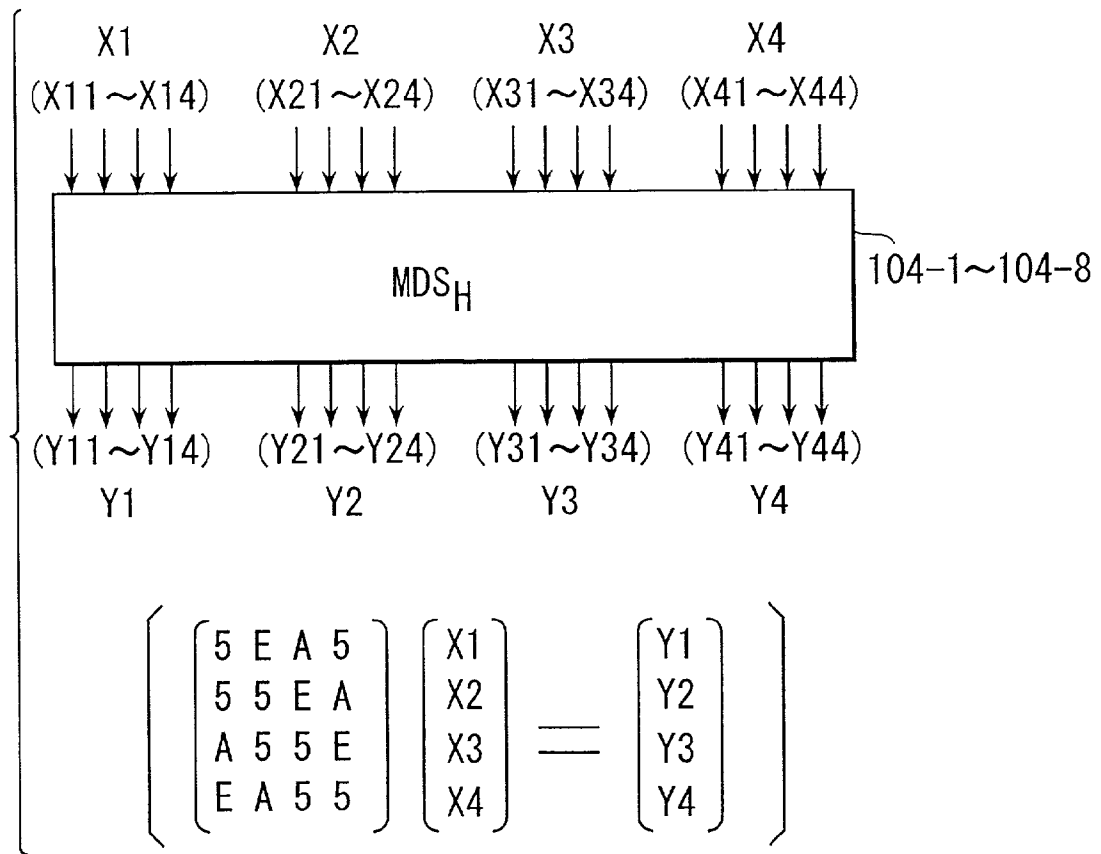 X1 X2 X3 X4
(X11～X14) (X21～X24) (X31～X34) (X41～X44)
MDSH
104-1～104-8
(Y11～Y14) (Y21～Y24) (Y31～Y34) (Y41～Y44)
Y1 Y2 Y3 Y4
5 E A 5 X1 Y1
5 5 E A X2 Y2
=
A 5 5 E X3 Y3
E A 5 5 X4 Y4